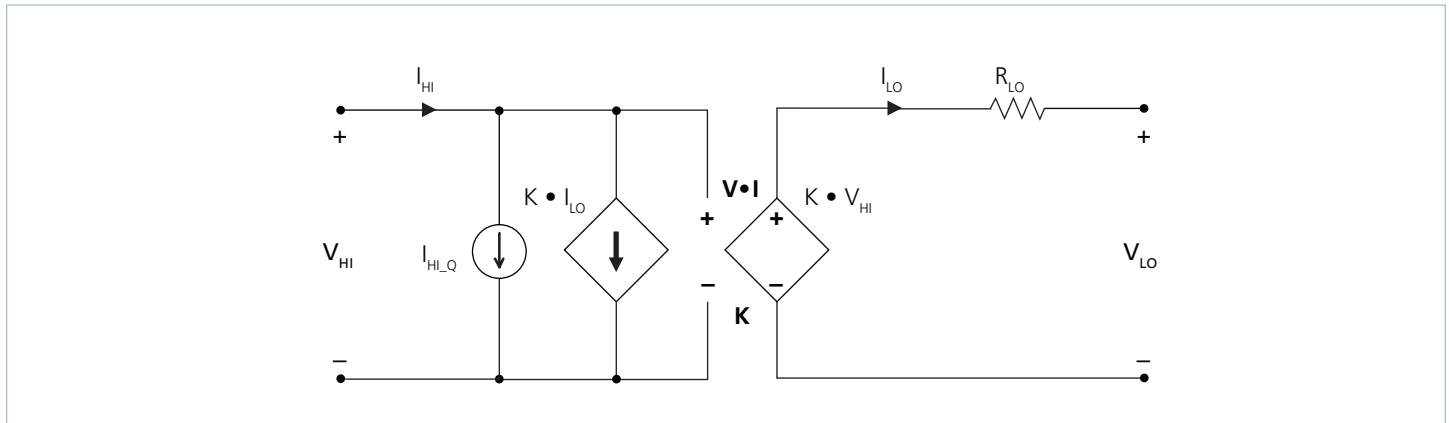 I_HI
I_LO
R_LO
+
+
K • I_LO
V•I
K • V_HI
+
+
V_HI
I_HI_Q
V_LO
–
–
K
–
–